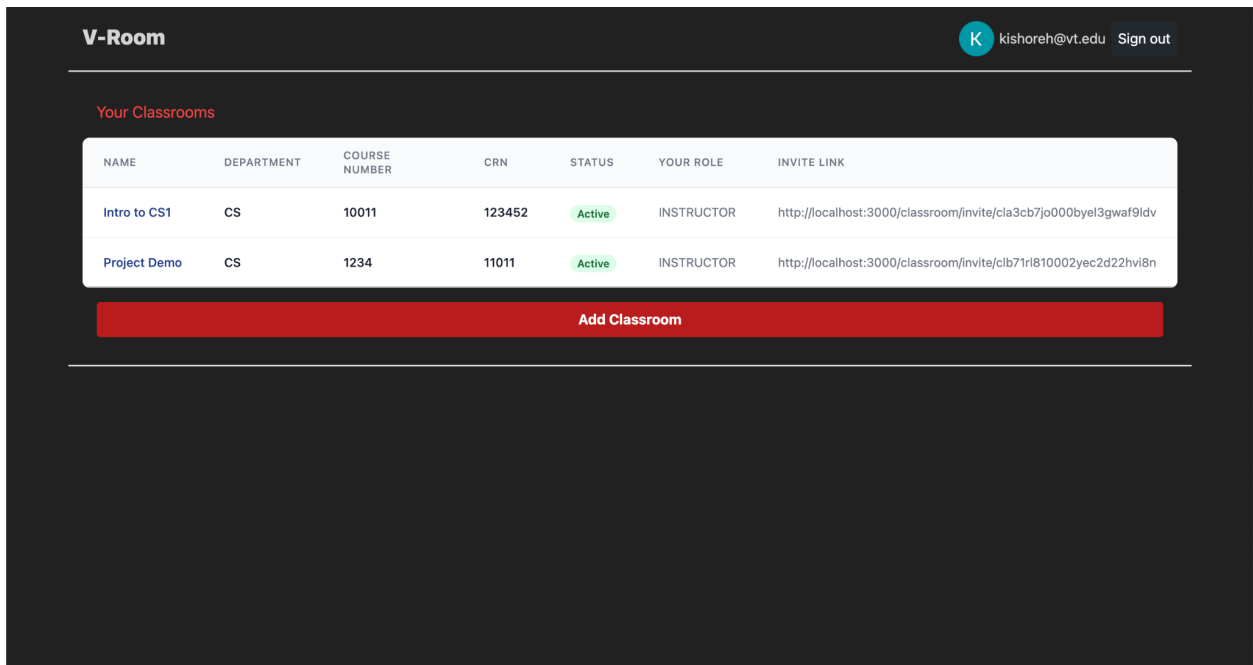 V-Room
K kishoreh@vt.edu Sign out
Your Classrooms
NAME DEPARTMENT COURSE NUMBER CRN STATUS YOUR ROLE INVITE LINK
Intro to CS1 CS 10011 123452 Active INSTRUCTOR http://localhost:3000/classroom/invite/cla3cb7jo000byel3gwaf9ldv
Project Demo CS 1234 11011 Active INSTRUCTOR http://localhost:3000/classroom/invite/clb71rl810002yec2d22hvi8n
Add Classroom